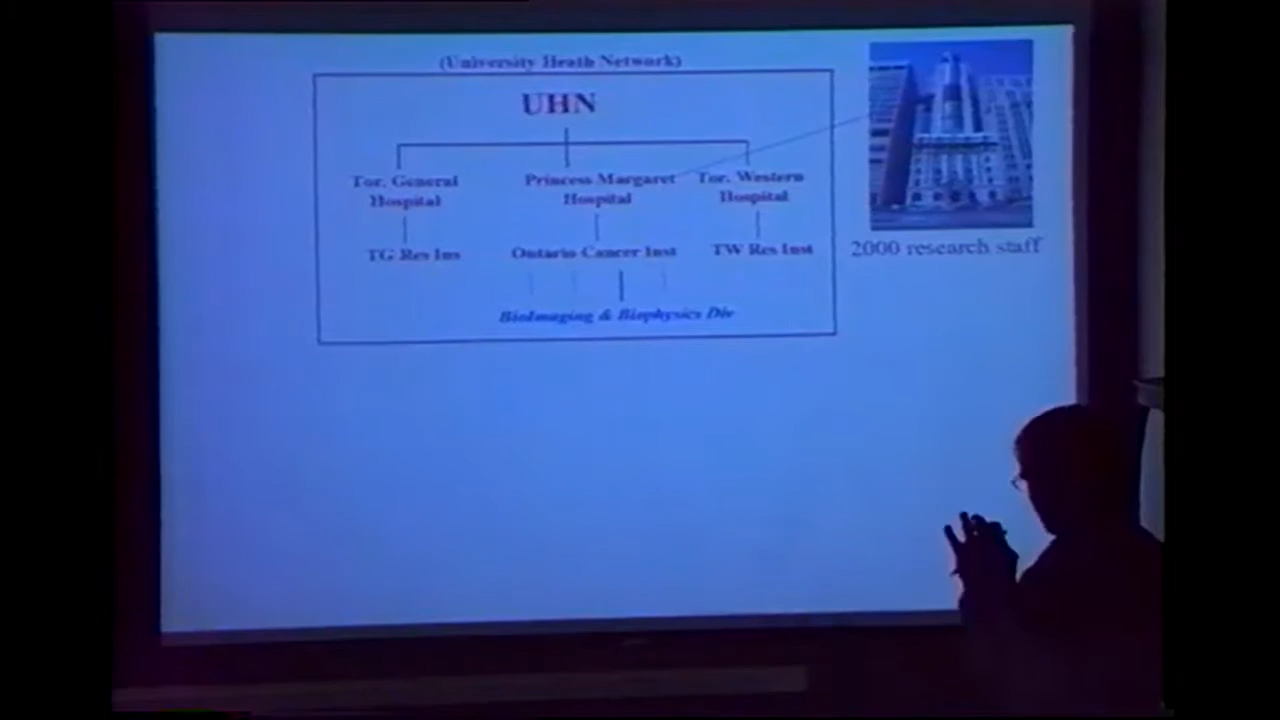 (University Heath Network)
UHN
Tor. General
Hospital
Princess Margaret
Hospital
Tor. Western
Hospital
TG Res Ins
Ontario Cancer Inst
TW Res Inst
BioImaging & Biophysics Div
2000 research staff